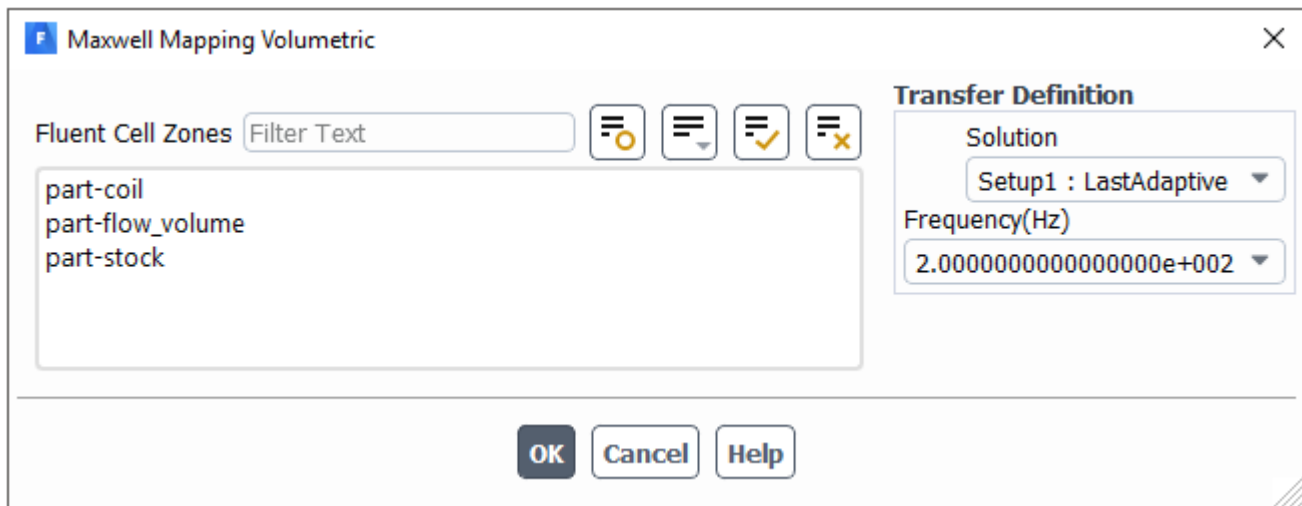 F Maxwell Mapping Volumetric
Fluent Cell Zones Filter Text
part-coil
part-flow_volume
part-stock
Transfer Definition
Solution
Setup1 : LastAdaptive
Frequency(Hz)
2.0000000000000000e+002
OK Cancel Help